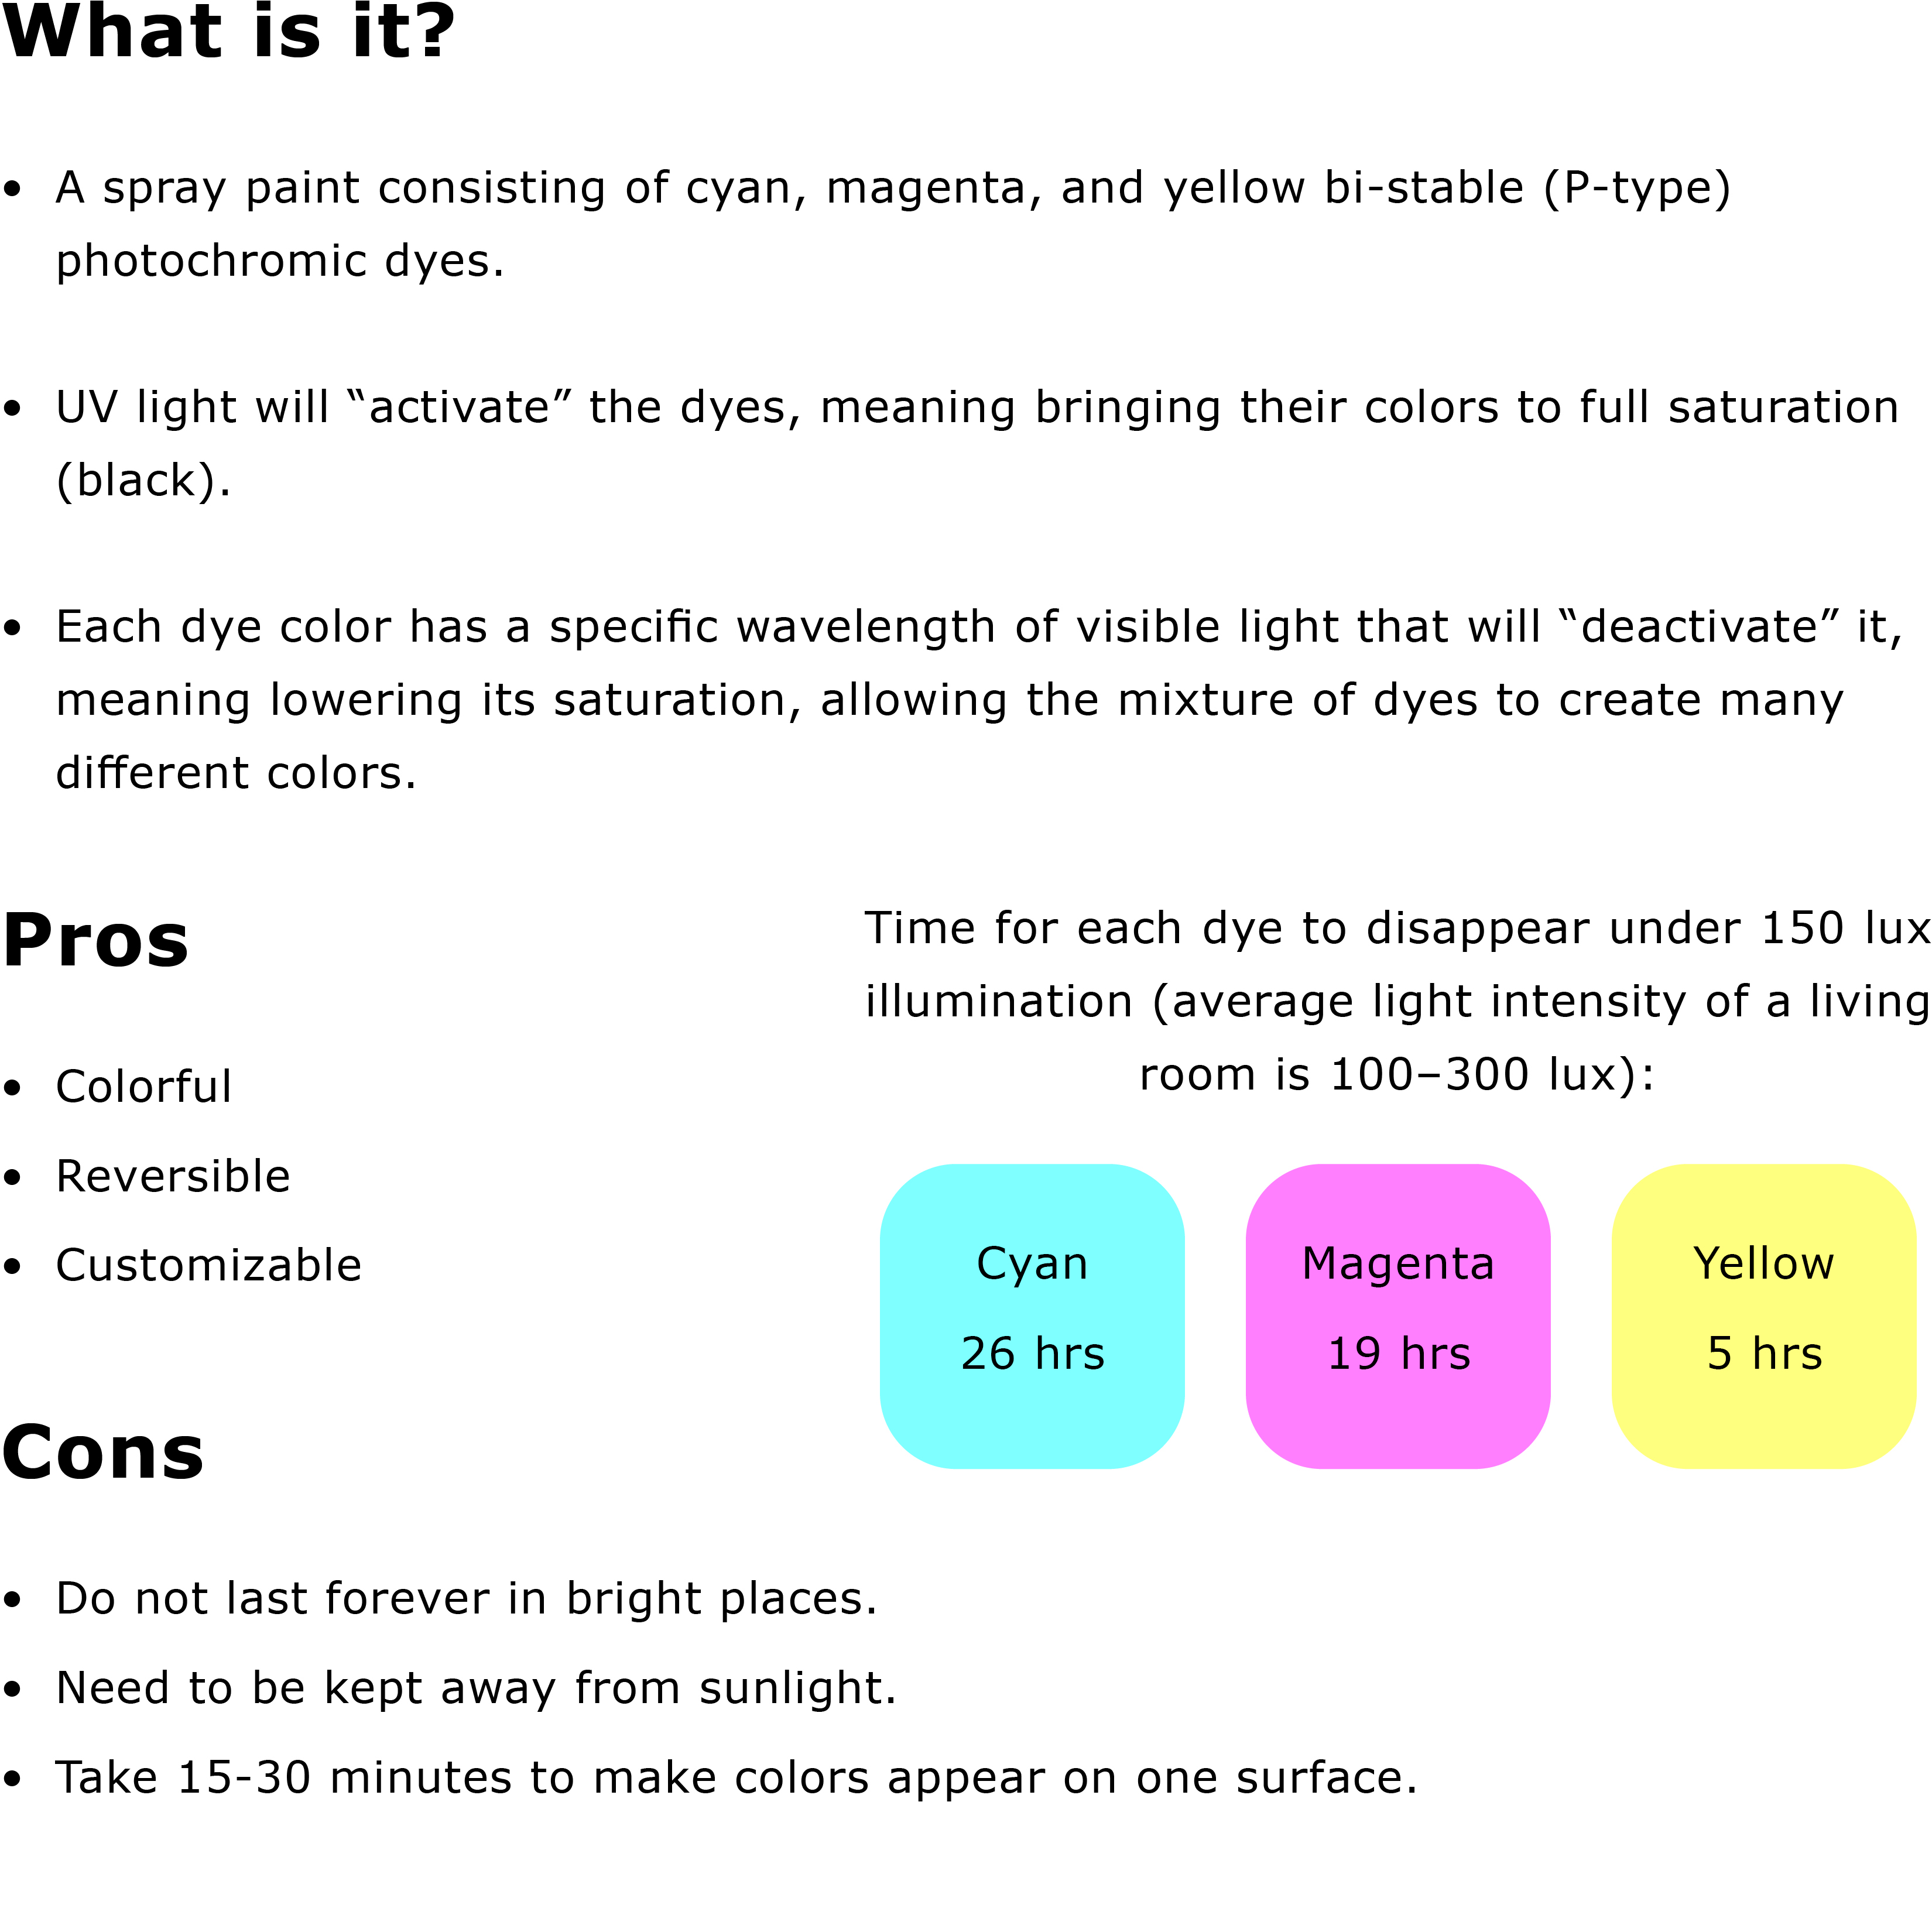 What is it?
• A spray paint consisting of cyan, magenta, and yellow bi-stable (P-type)
photochromic dyes.
• UV light will “activate” the dyes, meaning bringing their colors to full saturation
(black).
• Each dye color has a specific wavelength of visible light that will “deactivate” it,
meaning lowering its saturation, allowing the mixture of dyes to create many
different colors.
Pros
• Colorful
• Reversible
• Customizable
Time for each dye to disappear under 150 lux
illumination (average light intensity of a living
room is 100–300 lux):
Cyan
26 hrs
Magenta
19 hrs
Yellow
5 hrs
Cons
• Do not last forever in bright places.
• Need to be kept away from sunlight.
• Take 15-30 minutes to make colors appear on one surface.